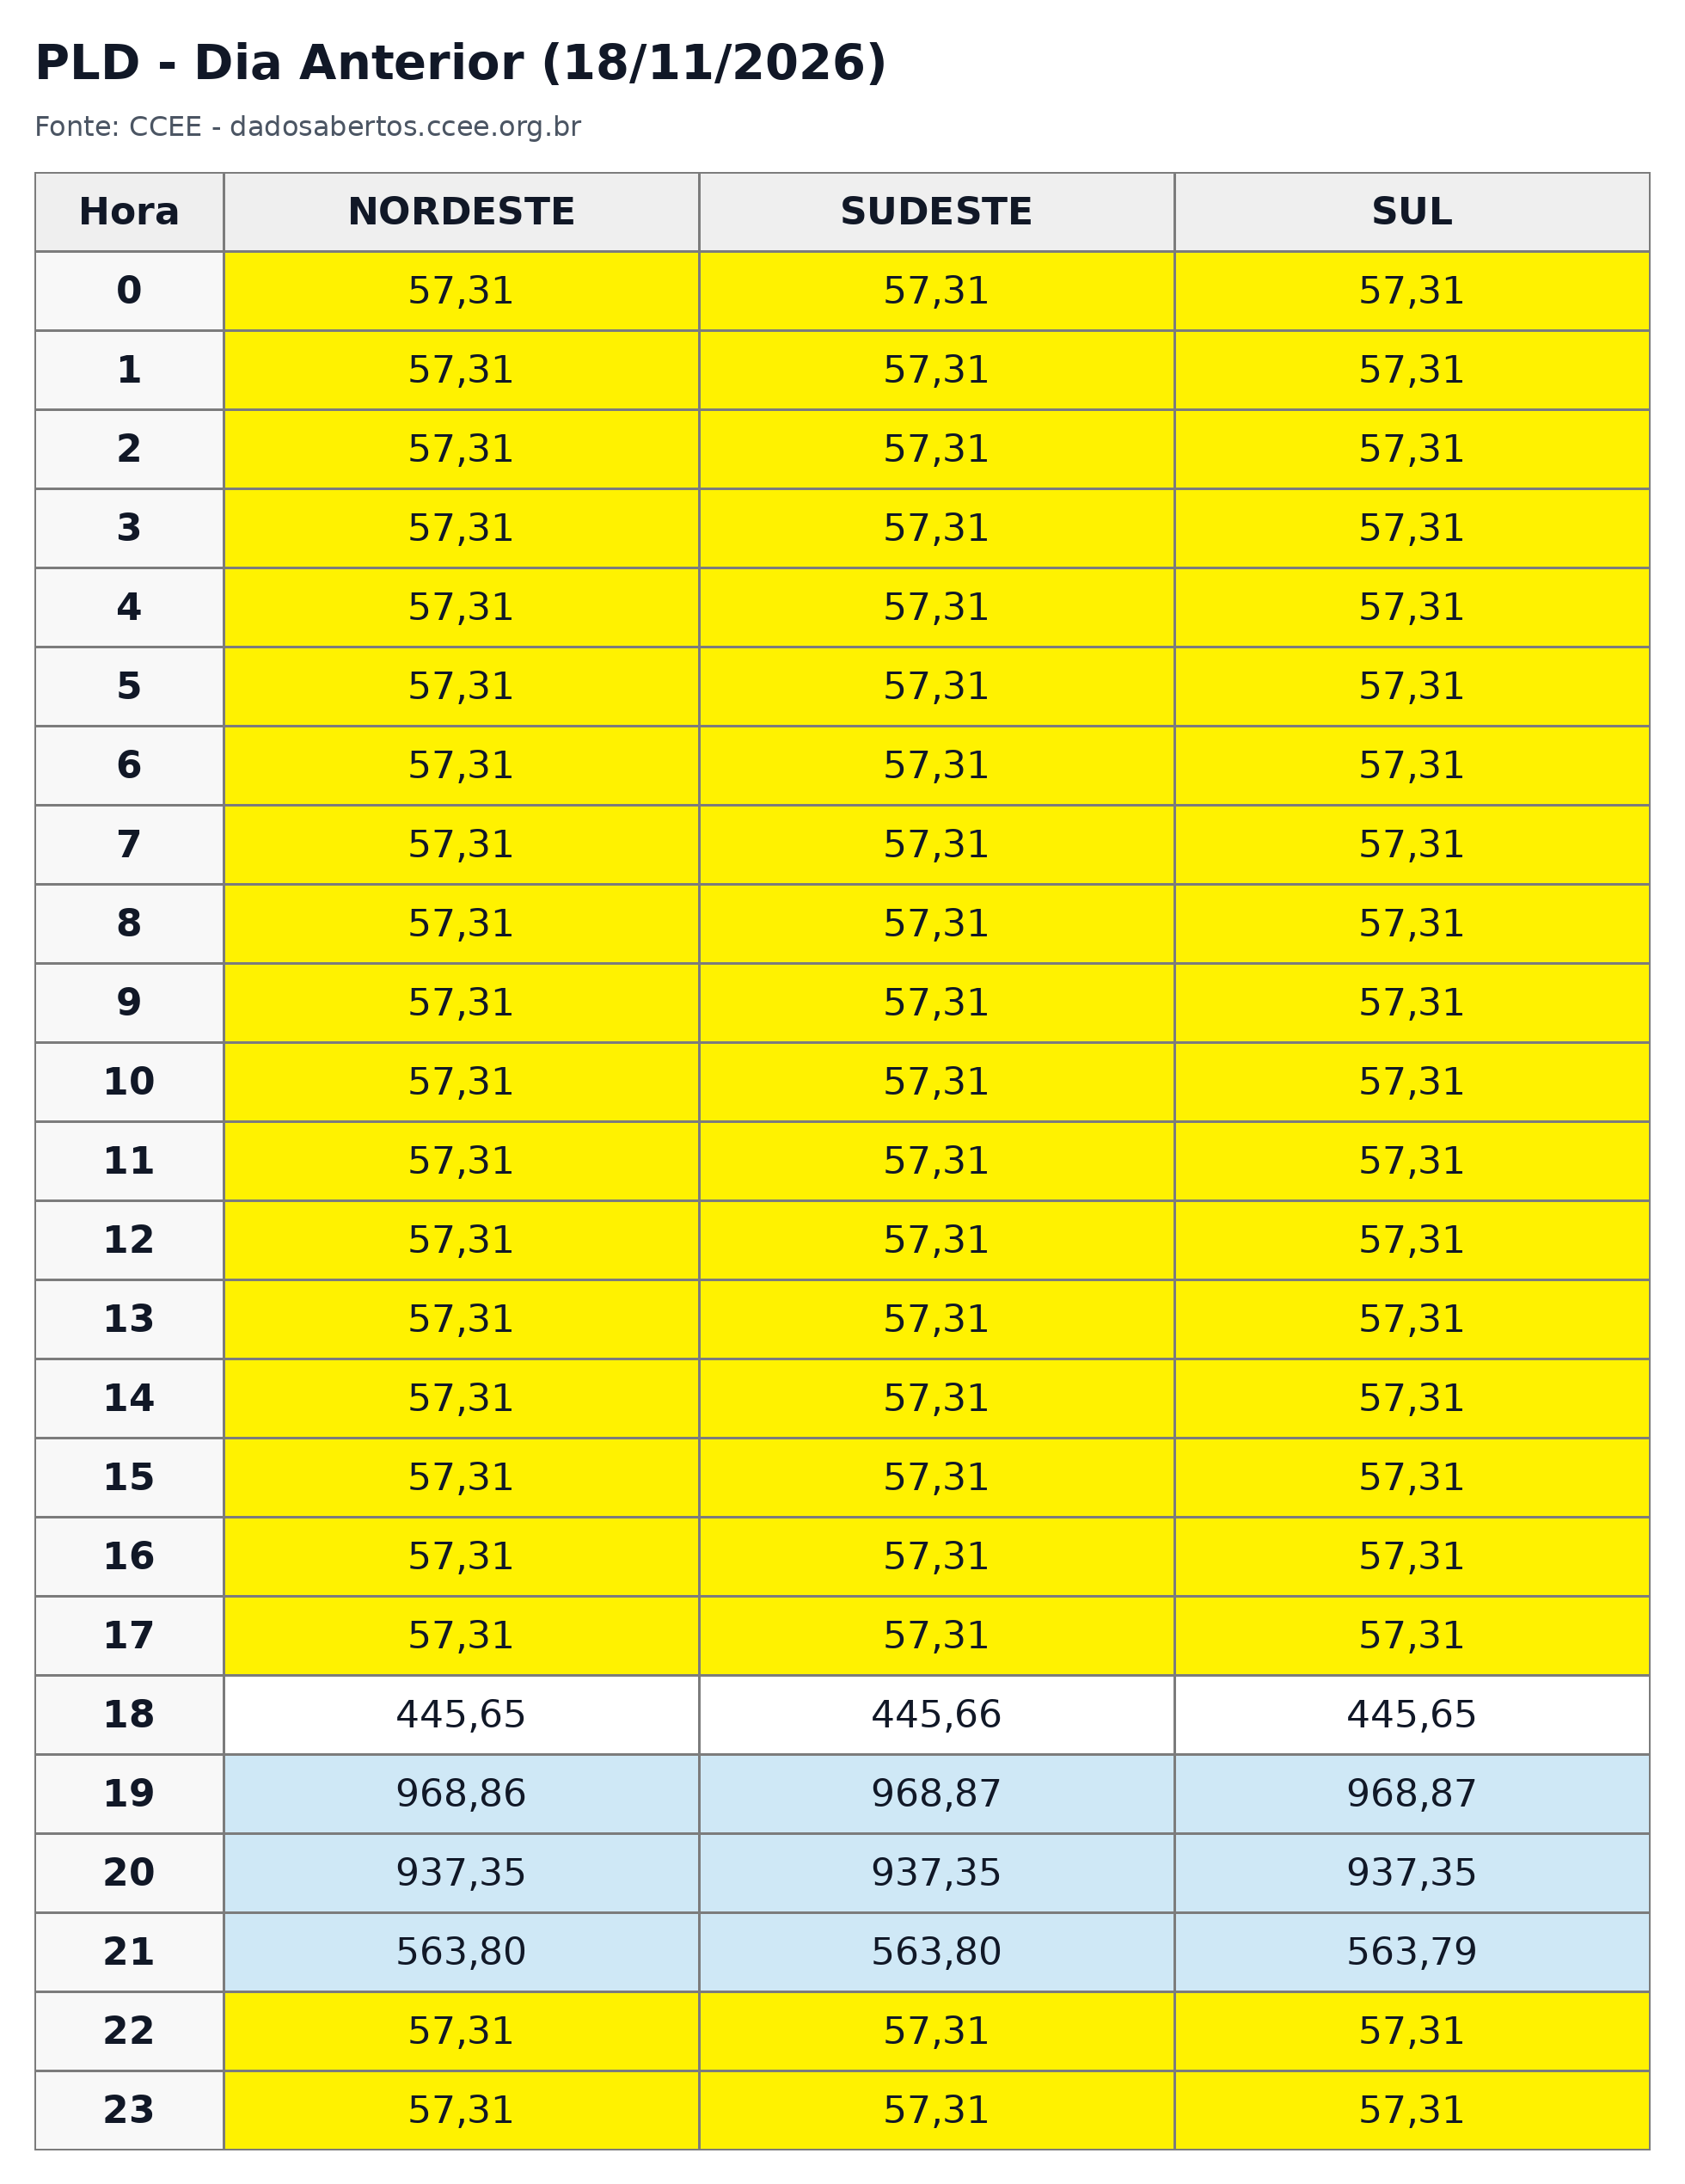 PLD - Dia Anterior (18/11/2026)
Fonte: CCEE - dadosabertos.ccee.org.br
Hora NORDESTE SUDESTE SUL
0 57,31 57,31 57,31
1 57,31 57,31 57,31
2 57,31 57,31 57,31
3 57,31 57,31 57,31
4 57,31 57,31 57,31
5 57,31 57,31 57,31
6 57,31 57,31 57,31
7 57,31 57,31 57,31
8 57,31 57,31 57,31
9 57,31 57,31 57,31
10 57,31 57,31 57,31
11 57,31 57,31 57,31
12 57,31 57,31 57,31
13 57,31 57,31 57,31
14 57,31 57,31 57,31
15 57,31 57,31 57,31
16 57,31 57,31 57,31
17 57,31 57,31 57,31
18 445,65 445,66 445,65
19 968,86 968,87 968,87
20 937,35 937,35 937,35
21 563,80 563,80 563,79
22 57,31 57,31 57,31
23 57,31 57,31 57,31